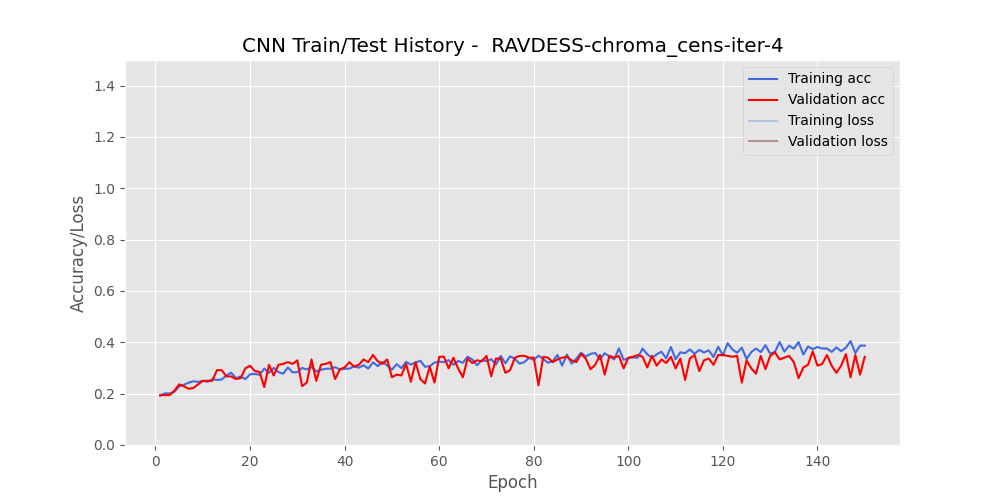 CNN Train/Test History -  RAVDESS-chroma_cens-iter-4
Training acc
Validation acc
Training loss
Validation loss
1.4
1.2
1.0
0.8
0.6
0.4
0.2
0.0
Accuracy/Loss
0 20 40 60 80 100 120 140
Epoch